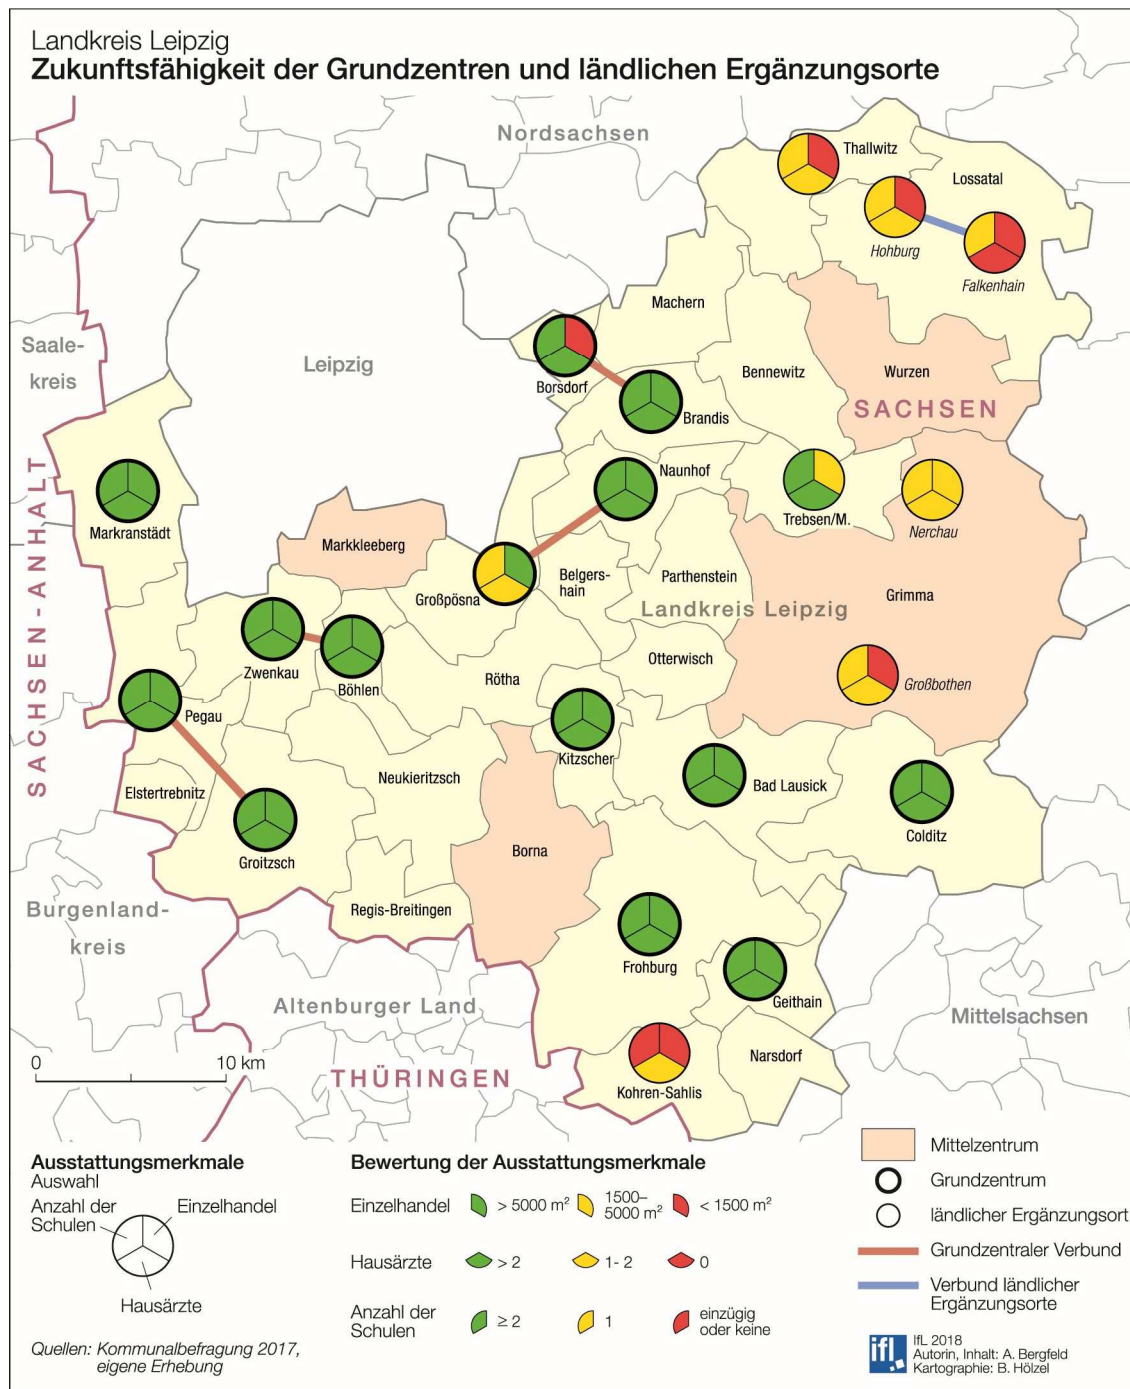 Landkreis Leipzig
Zukunftsfähigkeit der Grundzentren und ländlichen Ergänzungsorte
Nordsachsen
Thallwitz
Lossatal
Hohburg
Falkenhain
Machern
Saale-
kreis
Leipzig
Borsdorf
Bennewitz
Wurzen
SACHSEN
Brandis
Naunhof
Markranstädt
Trebsen/M.
Nerchau
Markkleeberg
Großpösna
Belgers-
hain
Parthenstein
Landkreis Leipzig
Grimma
SACHSEN-ANHALT
Zwenkau
Böhlen
Rötha
Otterwisch
Großbothen
Pegau
Kitzscher
Elstertrebnitz
Neukieritzsch
Bad Lausick
Colditz
Groitzsch
Borna
Burgenland-
kreis
Regis-Breitingen
Frohburg
Geithain
Altenburger Land
Mittelsachsen
Narsdorf
Kohren-Sahlis
THÜRINGEN
0 10 km
Ausstattungsmerkmale
Auswahl
Anzahl der
Schulen
Einzelhandel
Hausärzte
Quellen: Kommunalbefragung 2017,
eigene Erhebung
Bewertung der Ausstattungsmerkmale
Einzelhandel > 5000 m² 1500–
5000 m² < 1500 m²
Hausärzte > 2 1- 2 0
Anzahl der
Schulen ≥ 2 1 einzügig
oder keine
Mittelzentrum
Grundzentrum
ländlicher Ergänzungsort
Grundzentraler Verbund
Verbund ländlicher
Ergänzungsorte
ifl
IfL 2018
Autorin, Inhalt: A. Bergfeld
Kartographie: B. Hölzel